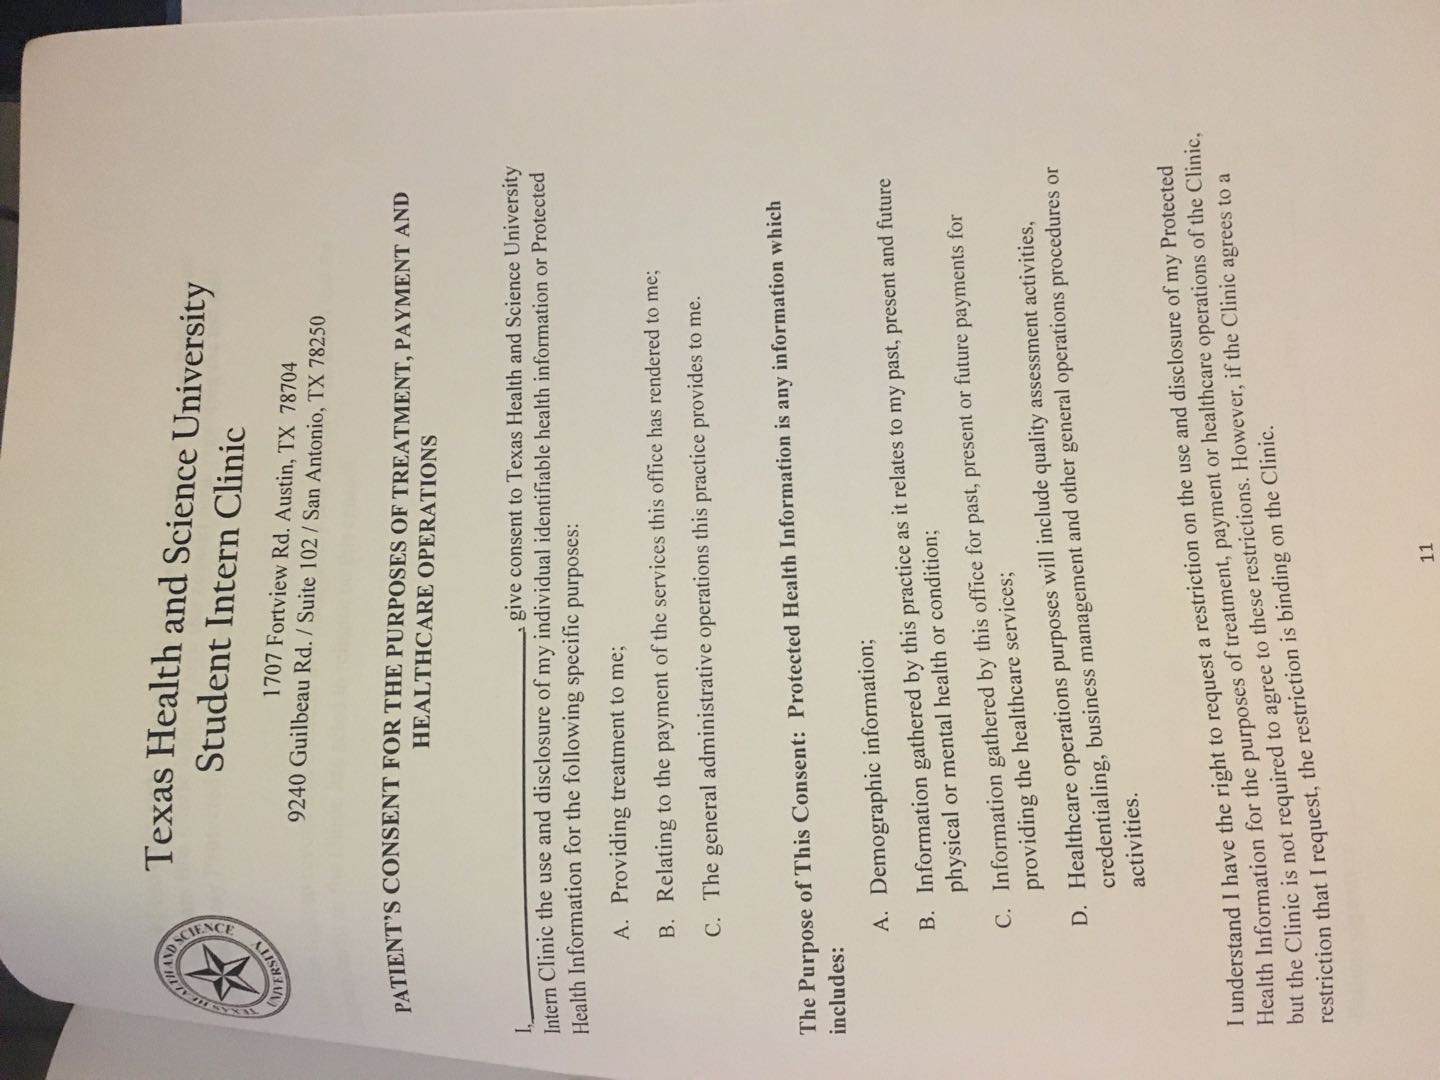 TEXAS HEALTH AND SCIENCE UNIVERSITY
Texas Health and Science University
Student Intern Clinic
1707 Fortview Rd. Austin, TX 78704
9240 Guilbeau Rd. / Suite 102 / San Antonio, TX 78250
PATIENT'S CONSENT FOR THE PURPOSES OF TREATMENT, PAYMENT AND
HEALTHCARE OPERATIONS
I,____________________, give consent to Texas Health and Science University
Intern Clinic the use and disclosure of my individual identifiable health information or Protected
Health Information for the following specific purposes:
A. Providing treatment to me;
B. Relating to the payment of the services this office has rendered to me;
C. The general administrative operations this practice provides to me.
The Purpose of This Consent: Protected Health Information is any information which
includes:
A. Demographic information;
B. Information gathered by this practice as it relates to my past, present and future
physical or mental health or condition;
C. Information gathered by this office for past, present or future payments for
providing the healthcare services;
D. Healthcare operations purposes will include quality assessment activities,
credentialing, business management and other general operations procedures or
activities.
I understand I have the right to request a restriction on the use and disclosure of my Protected
Health Information for the purposes of treatment, payment or healthcare operations of the Clinic,
but the Clinic is not required to agree to these restrictions. However, if the Clinic agrees to a
restriction that I request, the restriction is binding on the Clinic.
11